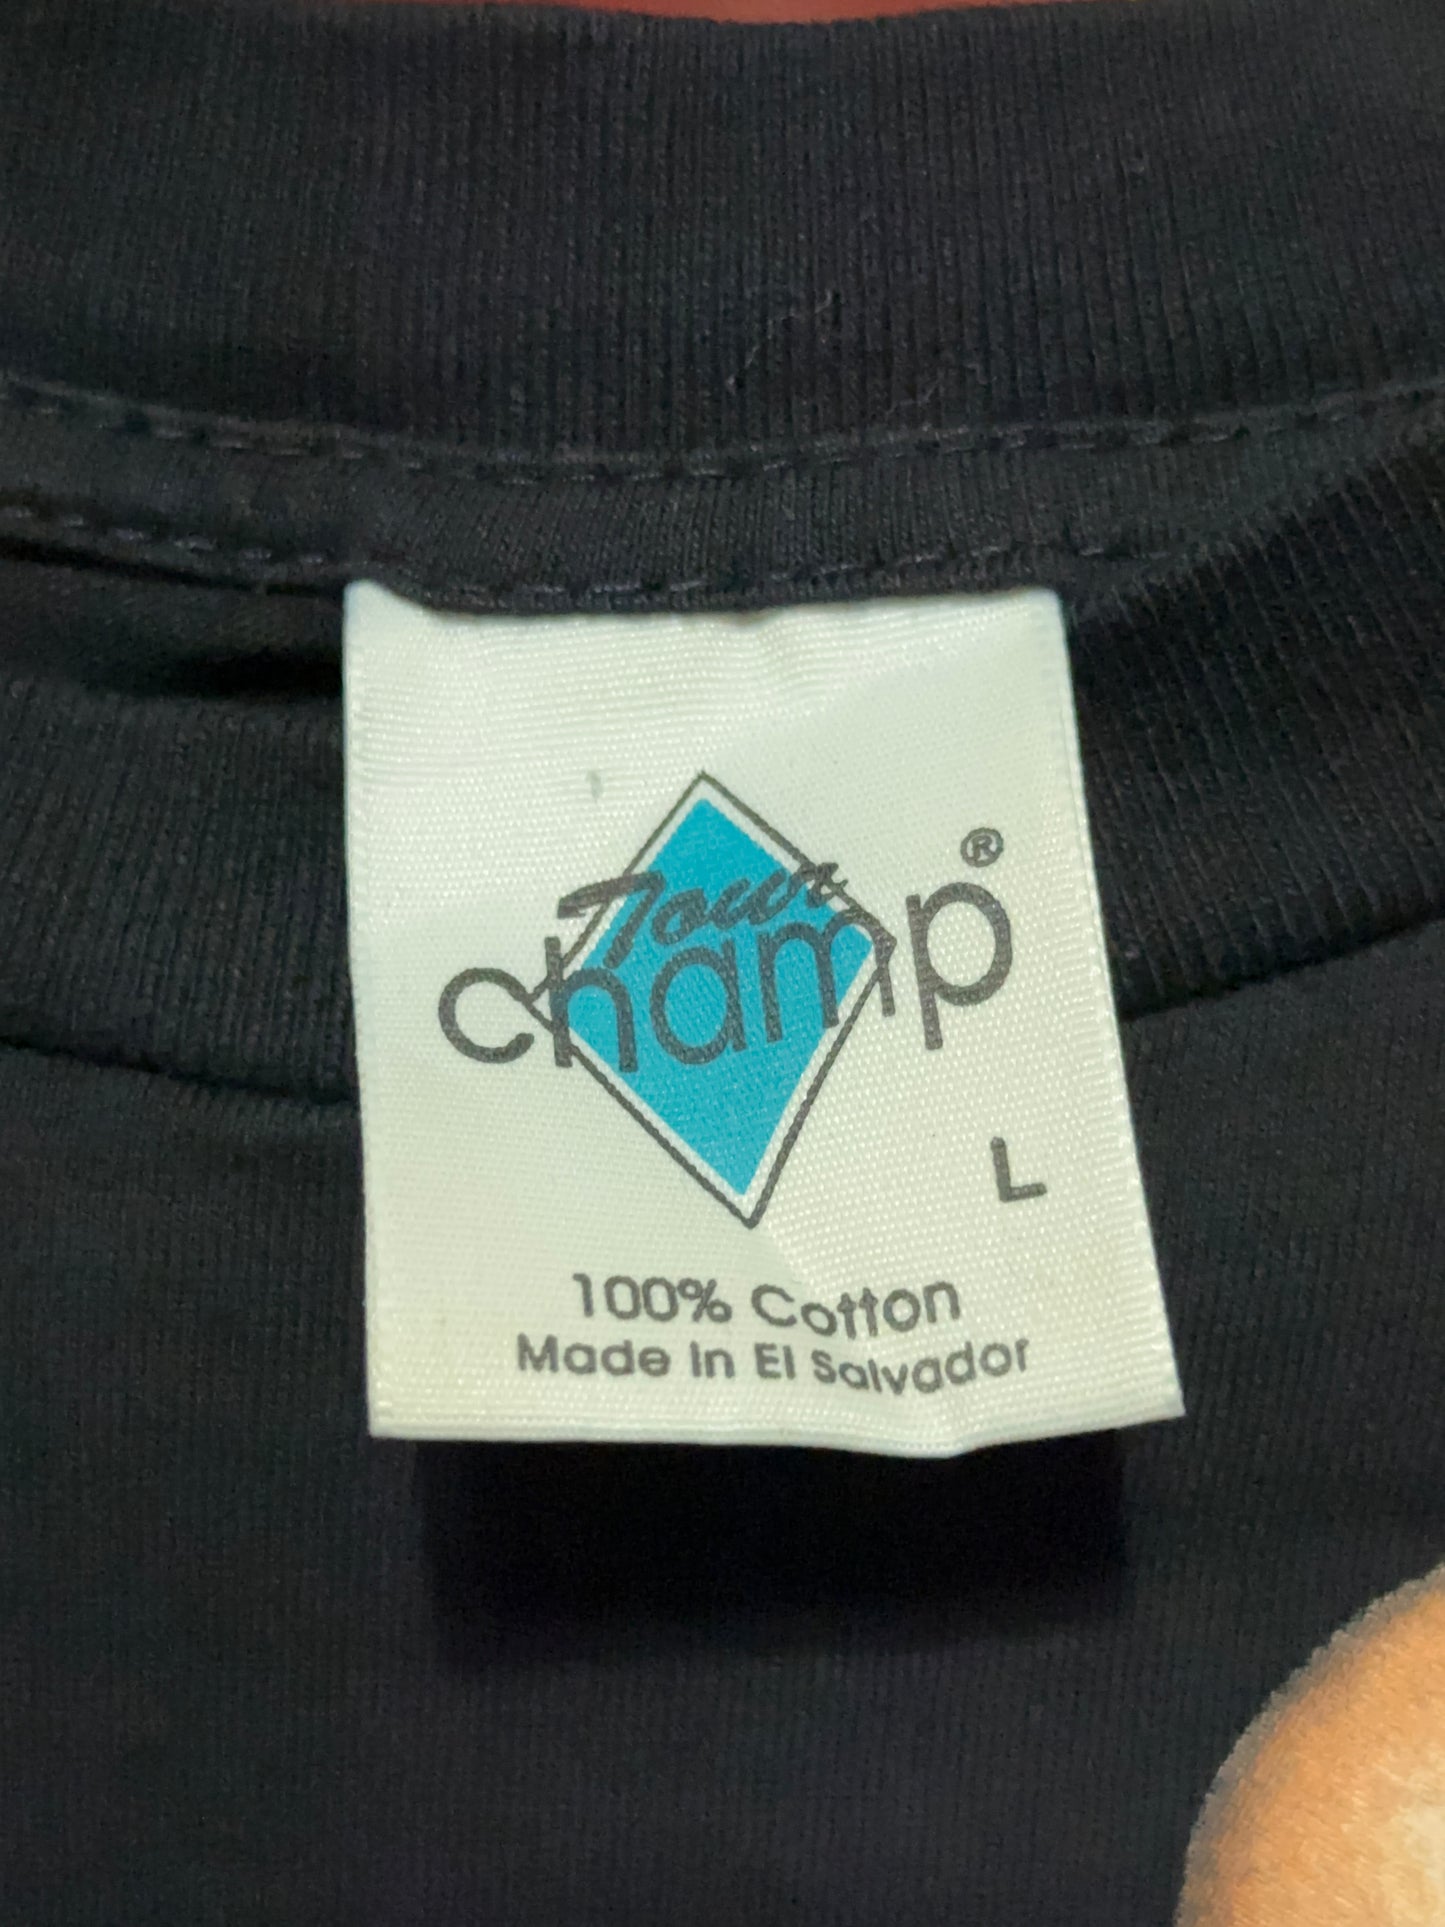 Tour
champ®
L
100% Cotton
Made In El Salvador